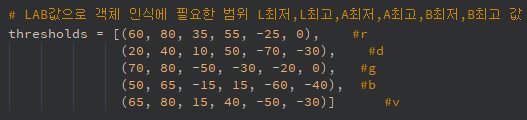 # LAB값으로 객체 인식에 필요한 범위 L최저,L최고,A최저,A최고,B최저,B최고 값
thresholds = [(60, 80, 35, 55, -25, 0),    #r
              (20, 40, 10, 50, -70, -30),    #d
              (70, 80, -50, -30, -20, 0),    #g
              (50, 65, -15, 15, -60, -40),  #b
              (65, 80, 15, 40, -50, -30)]      #v